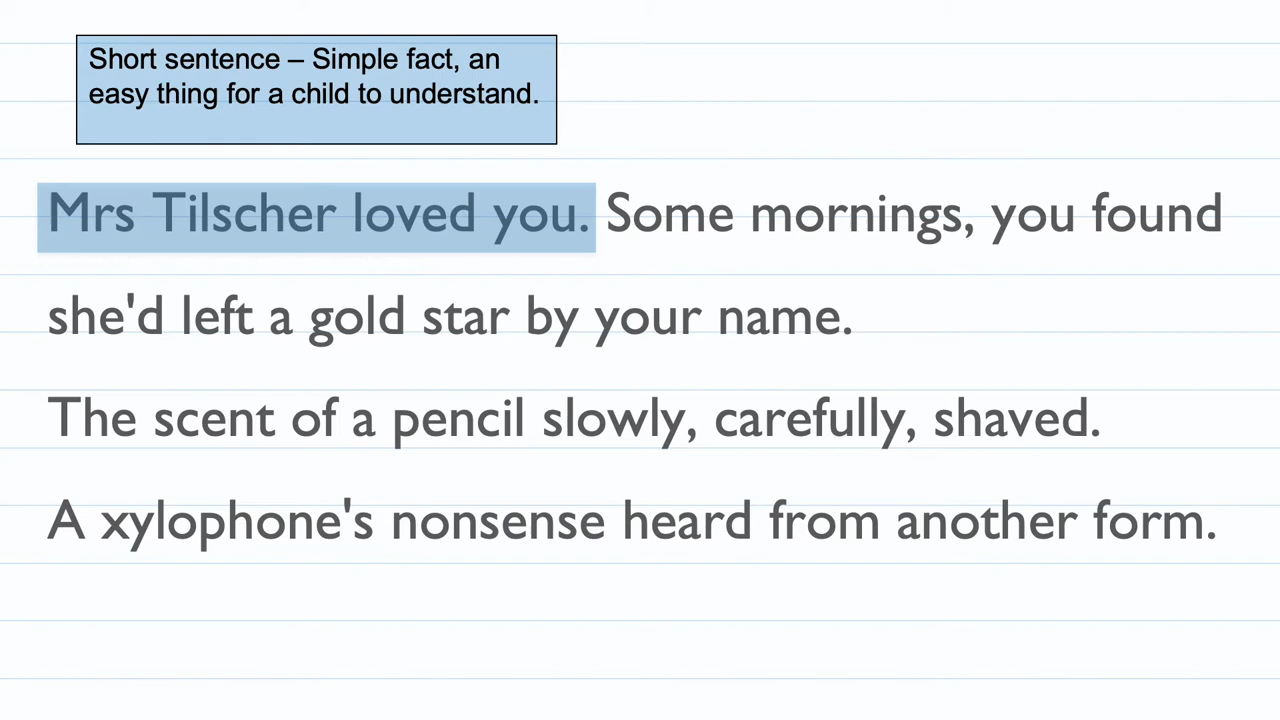 Short sentence – Simple fact, an
easy thing for a child to understand.
Mrs Tilscher loved you. Some mornings, you found
she'd left a gold star by your name.
The scent of a pencil slowly, carefully, shaved.
A xylophone's nonsense heard from another form.